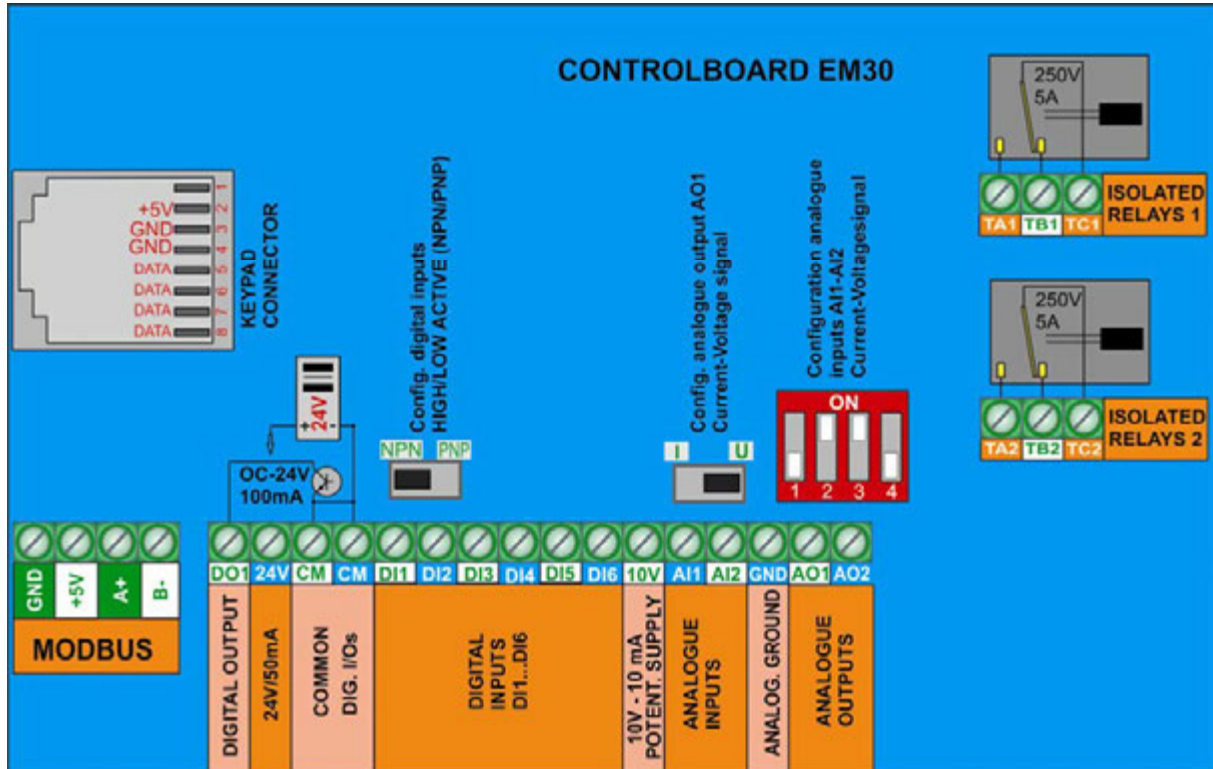 CONTROLBOARD EM30
250V
5A
TA1 TB1 TC1
ISOLATED
RELAYS 1
250V
5A
TA2 TB2 TC2
ISOLATED
RELAYS 2
1
+5V 2
GND 3
GND 4
DATA 5
DATA 6
DATA 7
DATA 8
KEYPAD
CONNECTOR
+ -
24V
OC-24V
100mA
Config. digital inputs
HIGH/LOW ACTIVE (NPN/PNP)
NPN PNP
Config. analogue output AO1
Current-Voltage signal
I U
Configuration analogue
inputs AI1-AI2
Current-Voltagesignal
ON
1 2 3 4
GND +5V A+ B-
MODBUS
DO1 24V CM CM DI1 DI2 DI3 DI4 DI5 DI6 10V AI1 AI2 GND AO1 AO2
DIGITAL OUTPUT
24V/50mA
COMMON
DIG. I/Os
DIGITAL
INPUTS
DI1...DI6
10V - 10 mA
POTENT. SUPPLY
ANALOGUE
INPUTS
ANALOG. GROUND
ANALOGUE
OUTPUTS